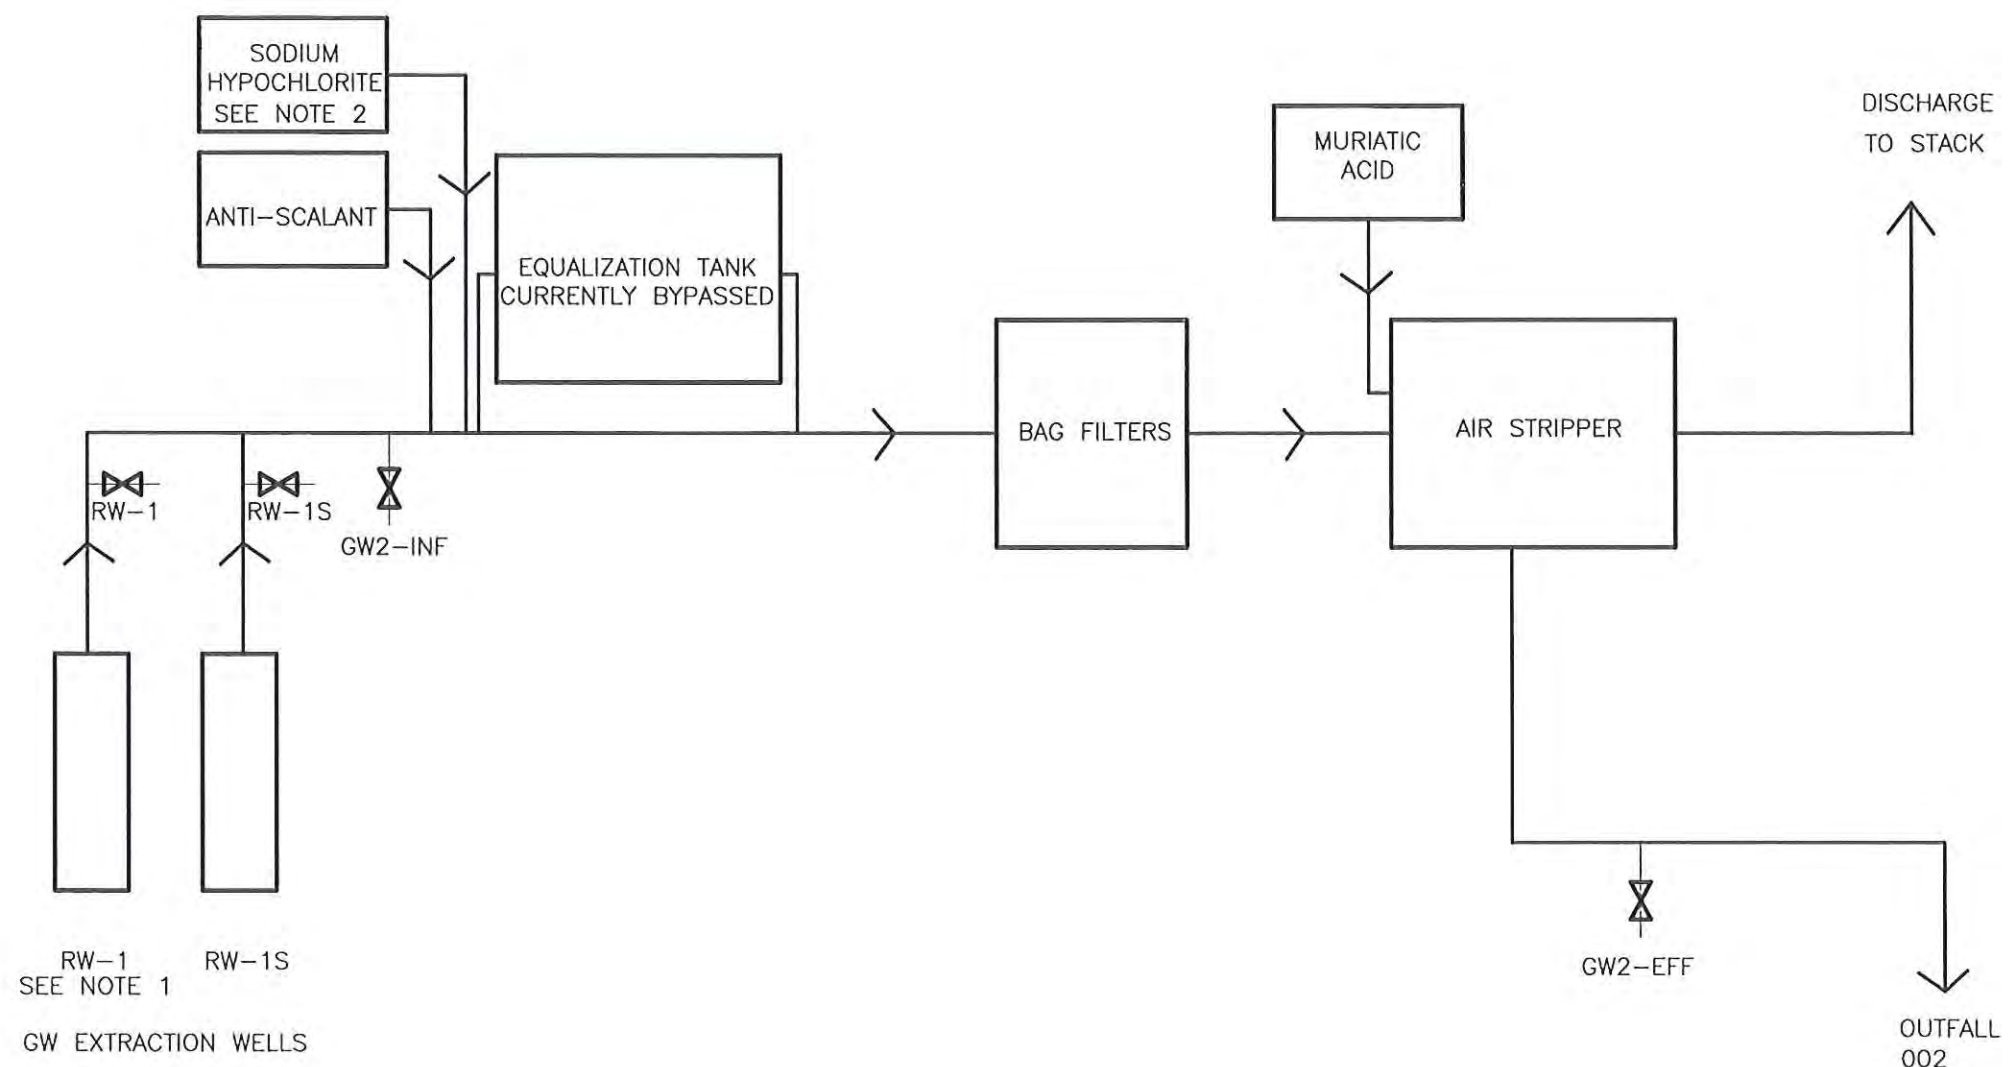 SODIUM
HYPOCHLORITE
SEE NOTE 2
ANTI-SCALANT
EQUALIZATION TANK
CURRENTLY BYPASSED
MURIATIC
ACID
DISCHARGE
TO STACK
BAG FILTERS
AIR STRIPPER
RW-1
RW-1S
GW2-INF
RW-1
SEE NOTE 1
RW-1S
GW EXTRACTION WELLS
GW2-EFF
OUTFALL
002